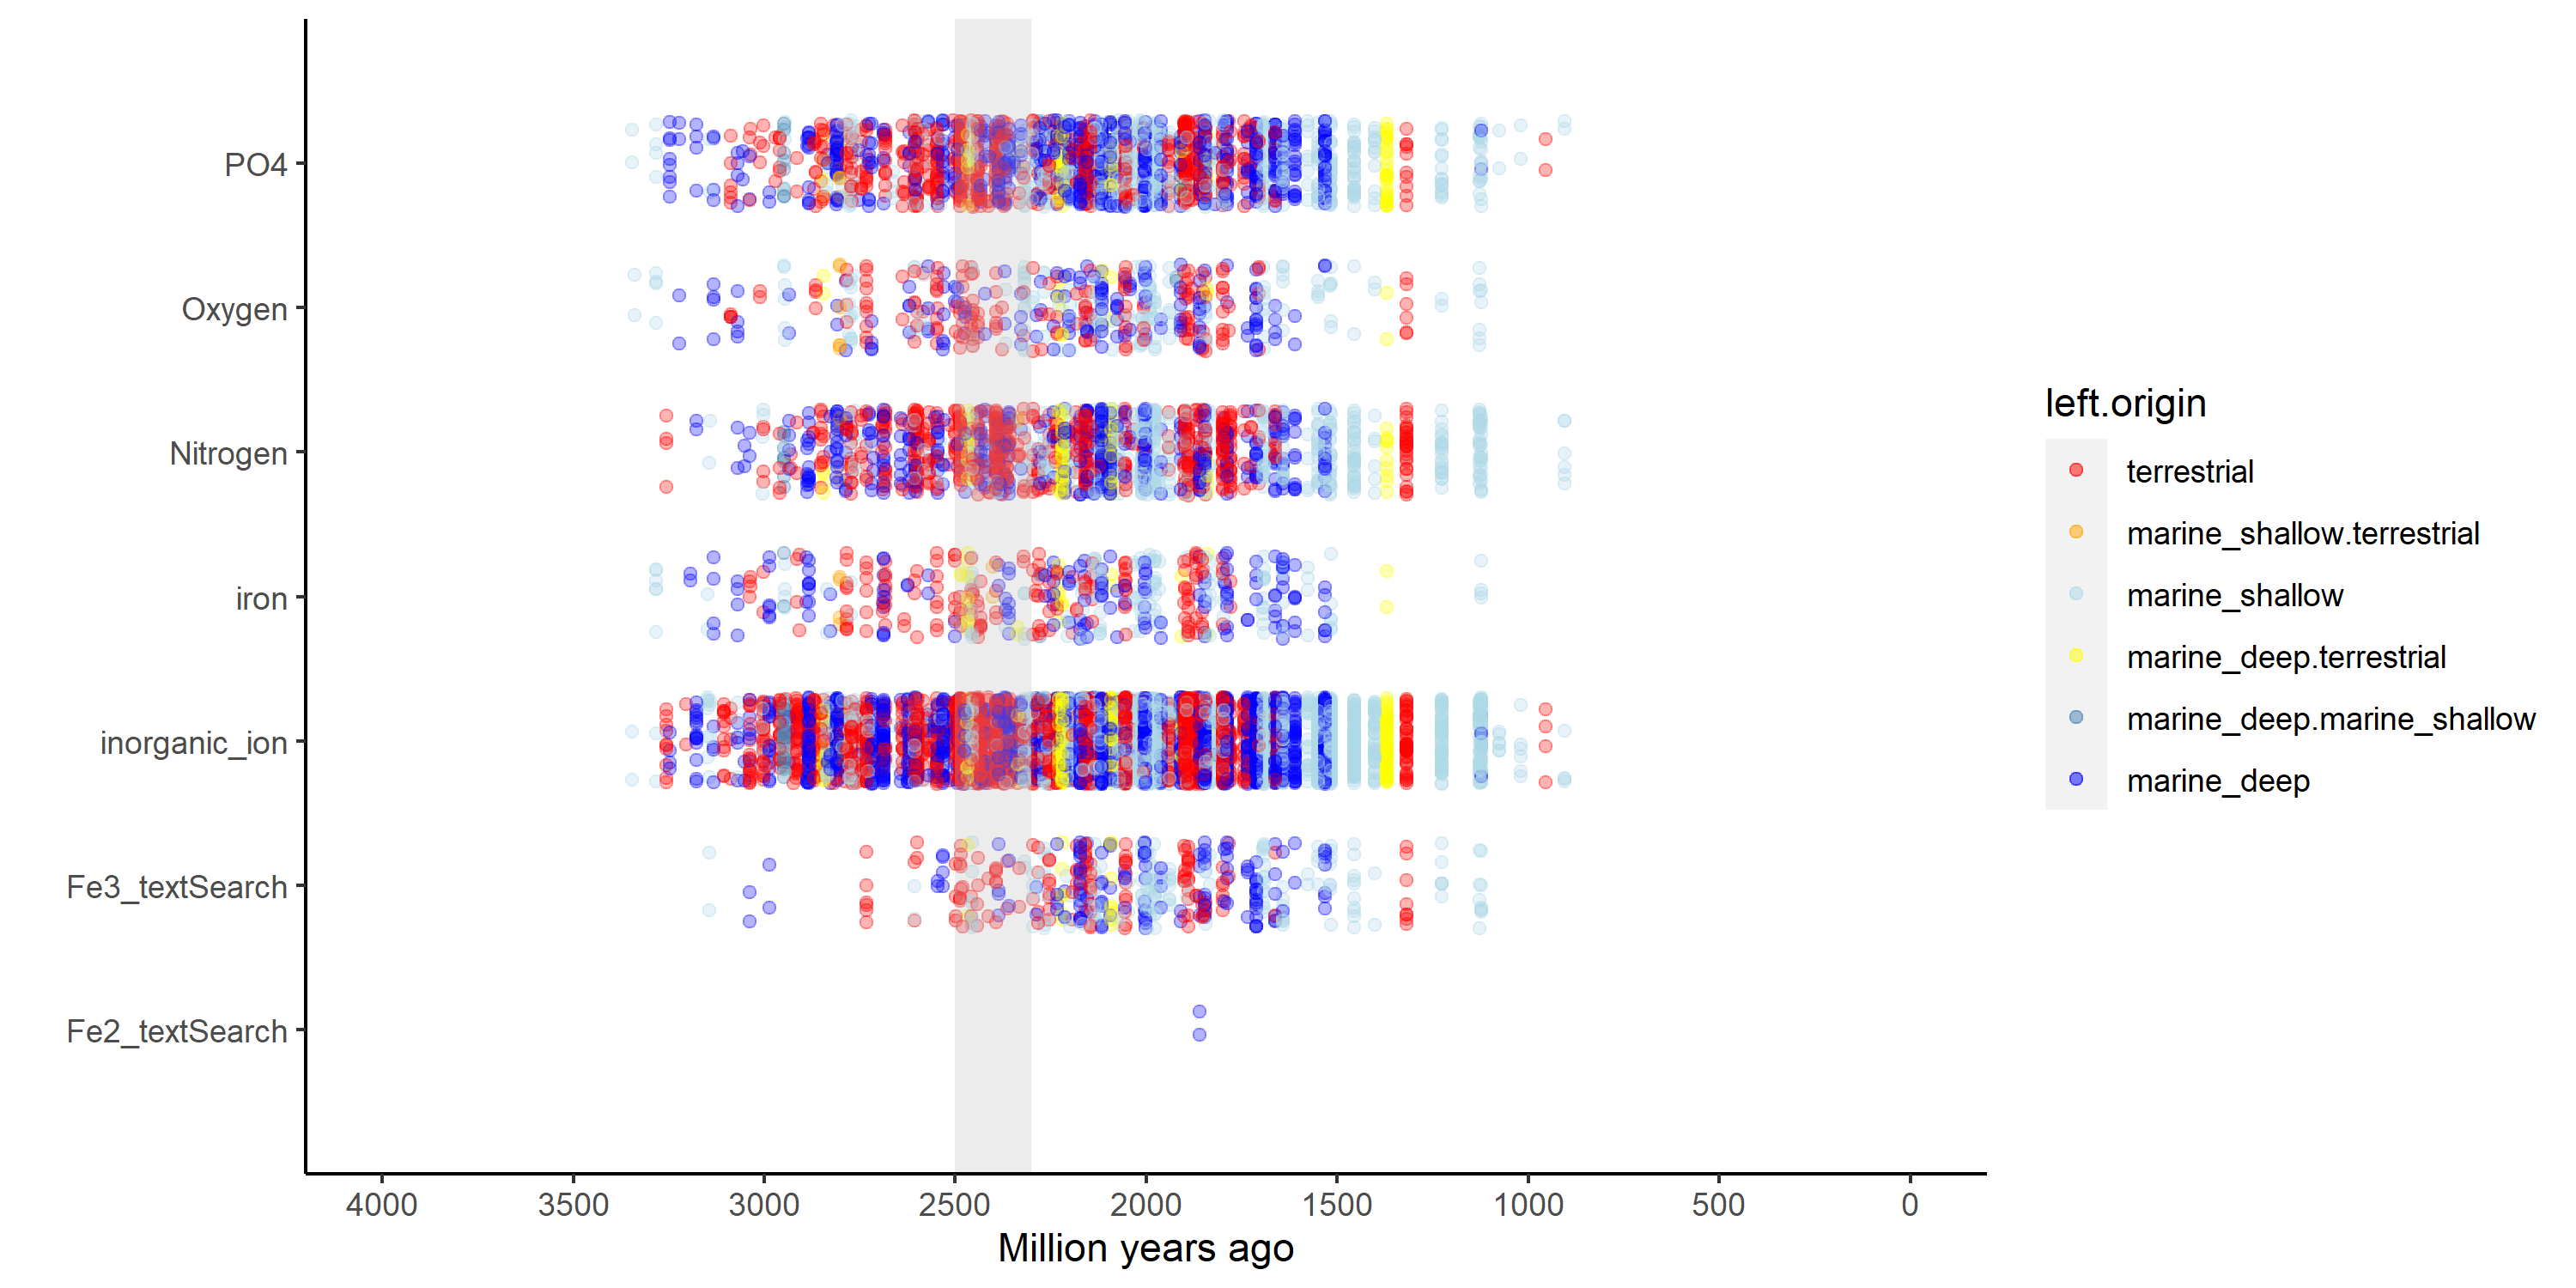 PO4
Oxygen
Nitrogen
iron
inorganic_ion
Fe3_textSearch
Fe2_textSearch
4000 3500 3000 2500 2000 1500 1000 500 0
Million years ago
left.origin
terrestrial
marine_shallow.terrestrial
marine_shallow
marine_deep.terrestrial
marine_deep.marine_shallow
marine_deep